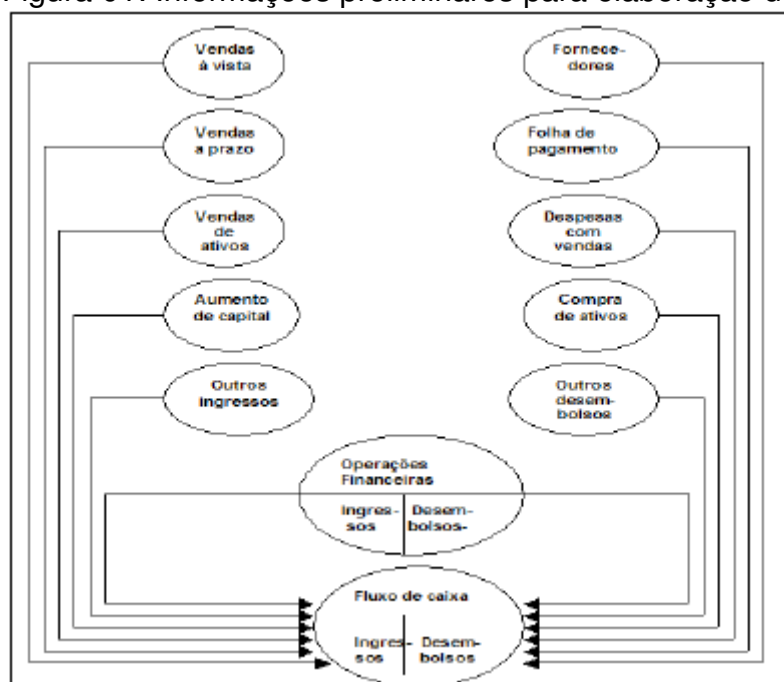 Figura 01: Informações preliminares para elaboração d
Vendas
à vista
Fornece-
dores
Vendas
a prazo
Folha de
pagamento
Vendas
de
ativos
Despesas
com
vendas
Aumento
de capital
Compra
de ativos
Outros
ingressos
Outros
desem-
bolsos
Operações
Financeiras
Ingres-
sos
Desem-
bolsos-
Fluxo de caixa
Ingres-
sos
Desem-
bolsos